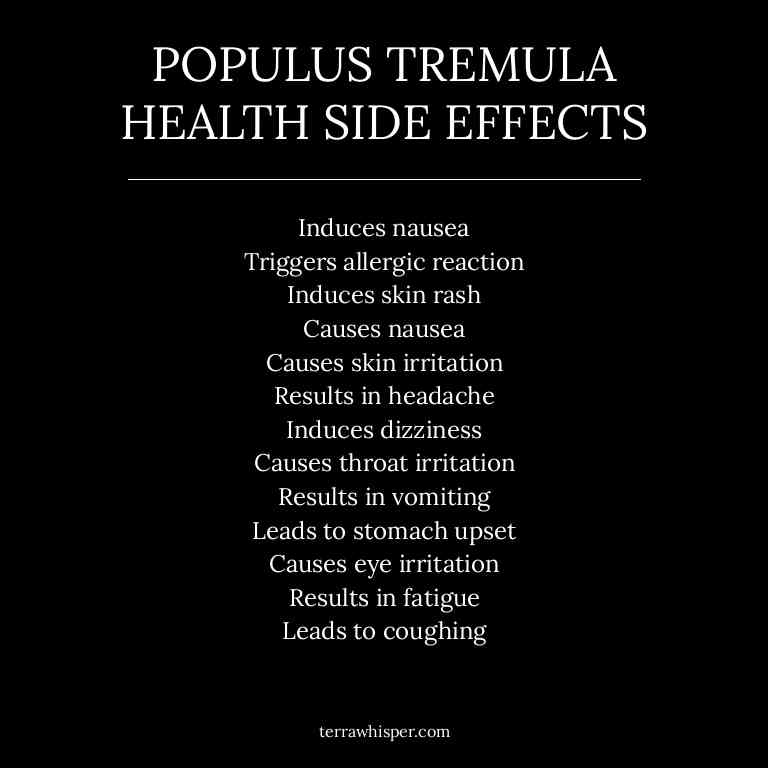 POPULUS TREMULA
HEALTH SIDE EFFECTS
Induces nausea
Triggers allergic reaction
Induces skin rash
Causes nausea
Causes skin irritation
Results in headache
Induces dizziness
Causes throat irritation
Results in vomiting
Leads to stomach upset
Causes eye irritation
Results in fatigue
Leads to coughing
terrawhisper.com